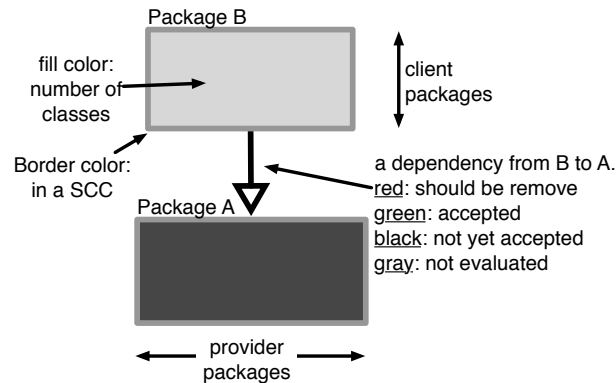 Package B
fill color:
number of
classes
client
packages
Border color:
in a SCC
a dependency from B to A.
red: should be remove
green: accepted
black: not yet accepted
gray: not evaluated
Package A
provider
packages